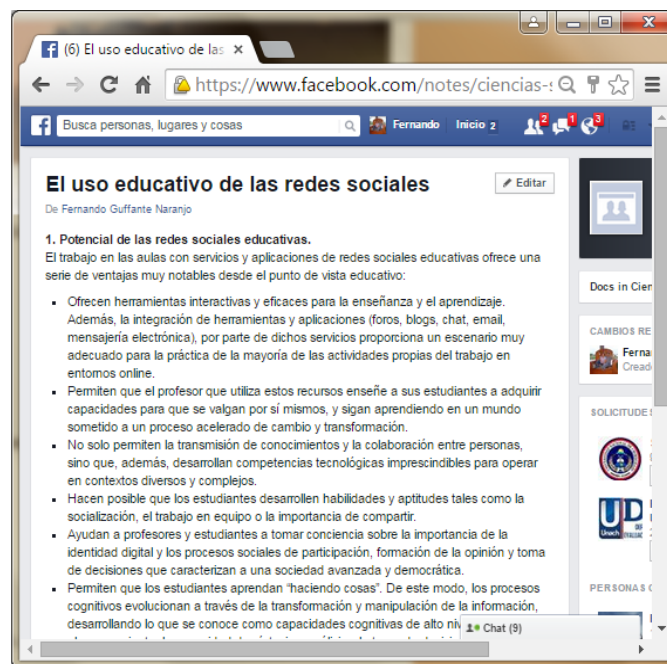 (6) El uso educativo de las
https://www.facebook.com/notes/ciencias-s
Busca personas, lugares y cosas
Fernando Inicio 2
2 1 3
El uso educativo de las redes sociales
Editar
De Fernando Guffante Naranjo
1. Potencial de las redes sociales educativas.
El trabajo en las aulas con servicios y aplicaciones de redes sociales educativas ofrece una
serie de ventajas muy notables desde el punto de vista educativo:
Ofrecen herramientas interactivas y eficaces para la enseñanza y el aprendizaje.
Además, la integración de herramientas y aplicaciones (foros, blogs, chat, email,
mensajería electrónica), por parte de dichos servicios proporciona un escenario muy
adecuado para la práctica de la mayoría de las actividades propias del trabajo en
entornos online.
Permiten que el profesor que utiliza estos recursos enseñe a sus estudiantes a adquirir
capacidades para que se valgan por sí mismos, y sigan aprendiendo en un mundo
sometido a un proceso acelerado de cambio y transformación.
No solo permiten la transmisión de conocimientos y la colaboración entre personas,
sino que, además, desarrollan competencias tecnológicas imprescindibles para operar
en contextos diversos y complejos.
Hacen posible que los estudiantes desarrollen habilidades y aptitudes tales como la
socialización, el trabajo en equipo o la importancia de compartir.
Ayudan a profesores y estudiantes a tomar conciencia sobre la importancia de la
identidad digital y los procesos sociales de participación, formación de la opinión y toma
de decisiones que caracterizan a una sociedad avanzada y democrática.
Permiten que los estudiantes aprendan "haciendo cosas". De este modo, los procesos
cognitivos evolucionan a través de la transformación y manipulación de la información,
desarrollando lo que se conoce como capacidades cognitivas de alto niv
Docs in Cien
CAMBIOS RE
Ferna
Creado
SOLICITUDE S
Unach
UD
PERSONAS Q
Chat (9)